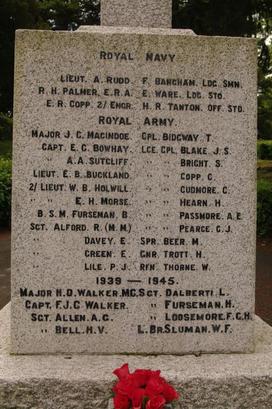 ROYAL NAVY
LIEUT. A. RUDD. F. BANGHAM. LDG. SMN.
R. H. PALMER, E.R.A. E. WARE. LDG. STO.
E. R. COPP. 2/ENGR. H. R. TANTON. OFF. STD.
ROYAL ARMY.
MAJOR J. C. MACINDOE. CPL. BIDGWAY. T.
CAPT. E. C. BOWHAY. LCE. CPL. BLAKE. J. S.
" A. A. SUTCLIFF. " " BRIGHT. S.
LIEUT. E. B. BUCKLAND. " " COPP. C.
2/ LIEUT. W. B. HOLWILL. " " CUDMORE. C.
" " E. H. MORSE. " " HEARN. H.
B. S. M. FURSEMAN. B. " " PASSMORE. A. E.
SGT. ALFORD. R. (M.M.) " " PEARCE. G. J.
" DAVEY. E. SPR. BEER. M.
" GREEN. E. GNR. TROTT. H.
" LILE. P. J. RFN. THORNE. W.
1939 — 1945.
MAJOR H. D. WALKER, M.C. SGT. DALBERTI. L.
CAPT. F. J. C. WALKER. " FURSEMAN. H.
SGT. ALLEN. A. C. " LOOSEMORE. F. G. H.
" BELL. H. V. L. BR. SLUMAN. W. F.